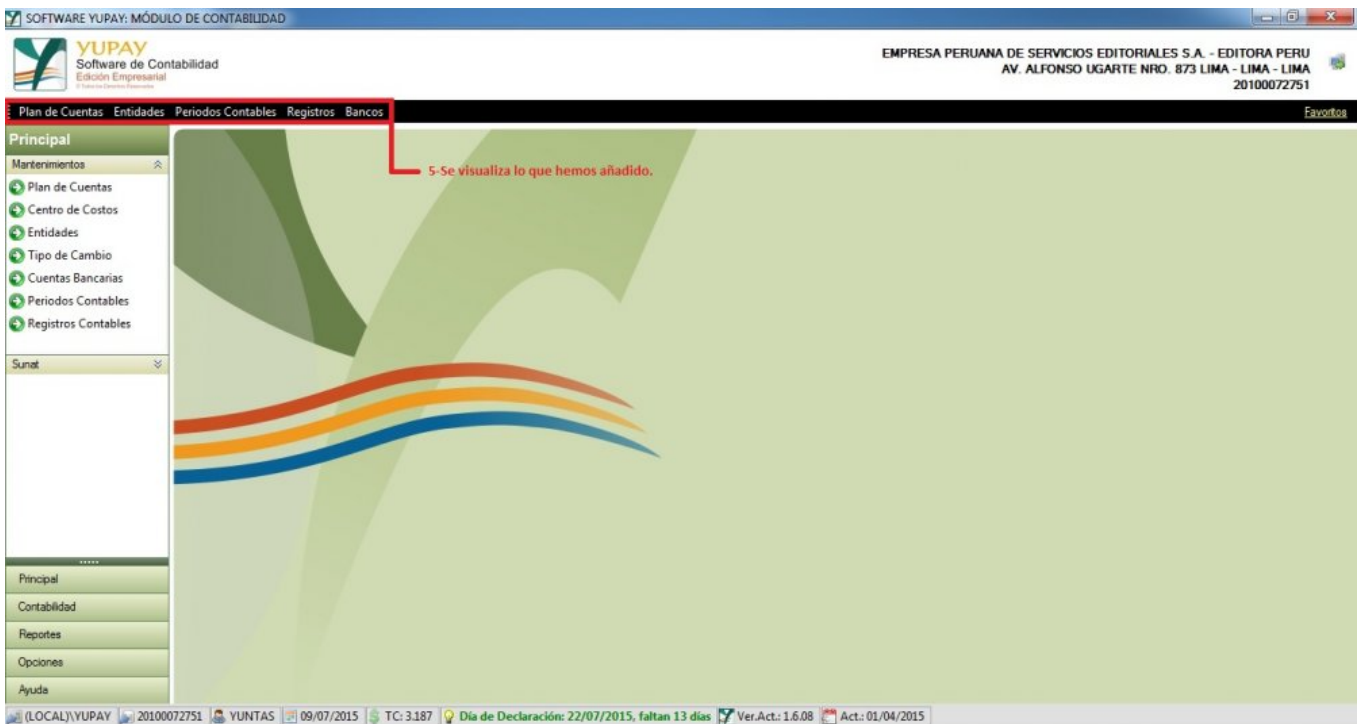 SOFTWARE YUPAY: MÓDULO DE CONTABILIDAD
YUPAY
Software de Contabilidad
Edición Empresarial
EMPRESA PERUANA DE SERVICIOS EDITORIALES S.A. - EDITORA PERU
AV. ALFONSO UGARTE NRO. 873 LIMA - LIMA - LIMA
20100072751
Plan de Cuentas Entidades Periodos Contables Registros Bancos Favoritos
Principal
Mantenimientos
5-Se visualiza lo que hemos añadido.
Plan de Cuentas
Centro de Costos
Entidades
Tipo de Cambio
Cuentas Bancarias
Periodos Contables
Registros Contables
Sunat
Principal
Contabilidad
Reportes
Opciones
Ayuda
(LOCAL)\YUPAY 20100072751 YUNTAS 09/07/2015 TC: 3.187 Día de Declaración: 22/07/2015, faltan 13 días Ver.Act.: 1.6.08 Act.: 01/04/2015